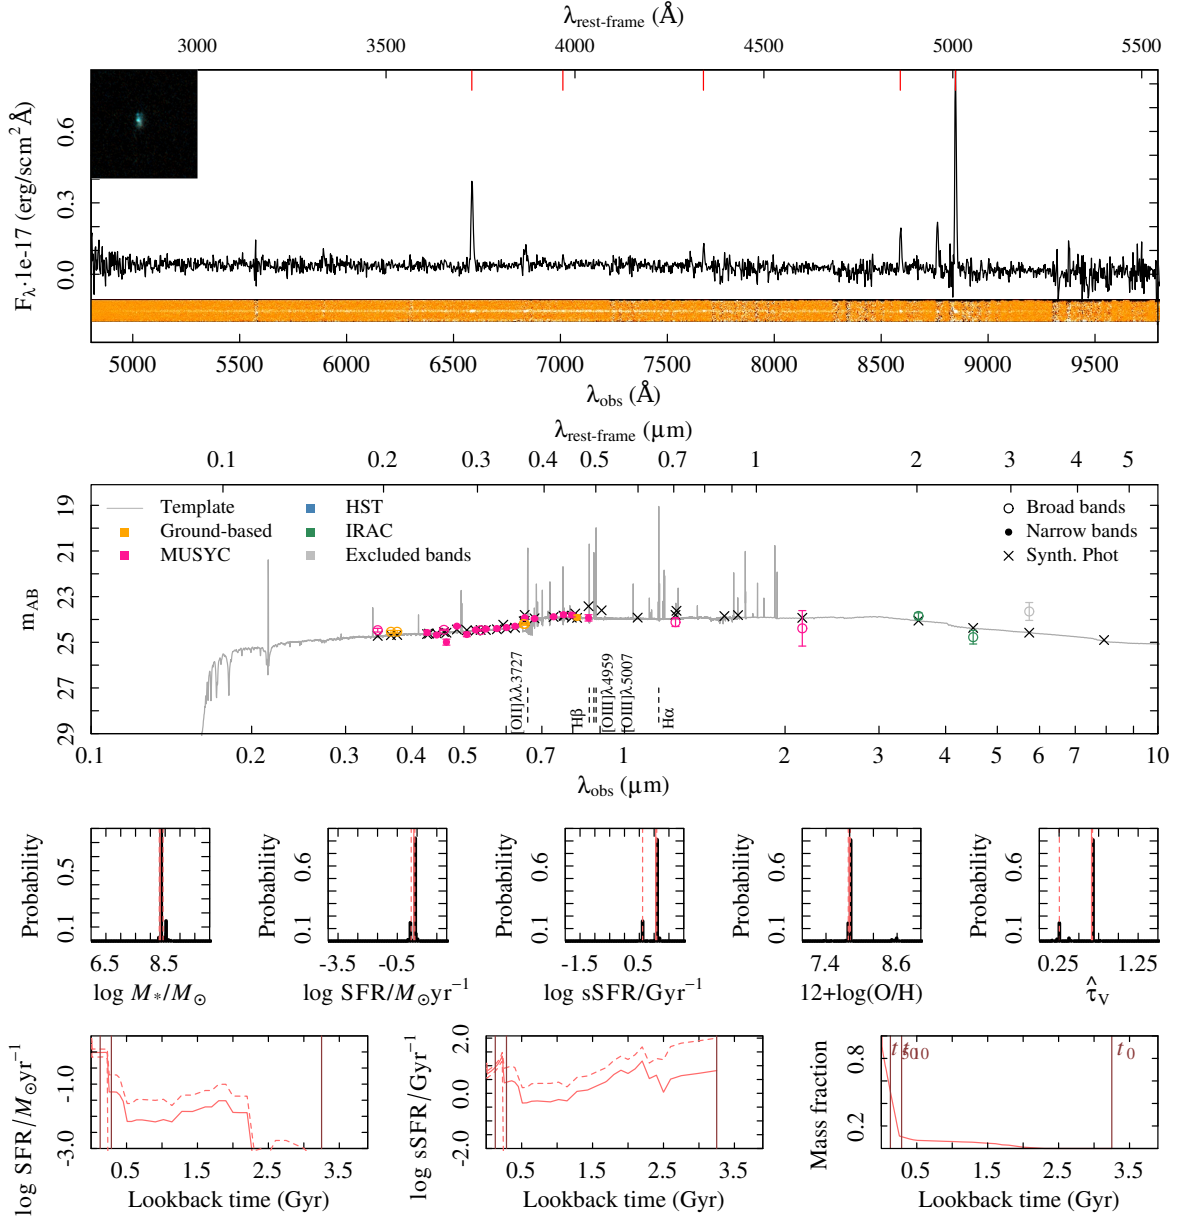 λrest-frame (Å)
3000 3500 4000 4500 5000 5500
Fλ·1e-17 (erg/scm²Å)
0.0 0.3 0.6
5000 5500 6000 6500 7000 7500 8000 8500 9000 9500
λobs (Å)
λrest-frame (μm)
0.1 0.2 0.3 0.4 0.5 0.7 1 2 3 4 5
mAB
19
21
23
25
27
29
Template
Ground-based
MUSYC
HST
IRAC
Excluded bands
Broad bands
Narrow bands
Synth. Phot
[OII]λλ3727
Hβ
[OIII]λ4959
[OIII]λ5007
Hα
0.1 0.2 0.3 0.4 0.5 0.7 1 2 3 4 5 6 7 10
λobs (μm)
Probability
0.1 0.5
6.5 8.5
log M*/M⊙
Probability
0.1 0.6
-3.5 -0.5
log SFR/M⊙yr⁻¹
Probability
0.1 0.6
-1.5 0.5
log sSFR/Gyr⁻¹
Probability
0.1 0.6
7.4 8.6
12+log(O/H)
Probability
0.1 0.6
0.25 1.25
τ̂V
log SFR/M⊙yr⁻¹
-3.0 -1.0
0.5 1.5 2.5 3.5
Lookback time (Gyr)
log sSFR/Gyr⁻¹
-2.0 0.0 2.0
0.5 1.5 2.5 3.5
Lookback time (Gyr)
Mass fraction
0.2 0.8
t0
0.5 1.5 2.5 3.5
Lookback time (Gyr)